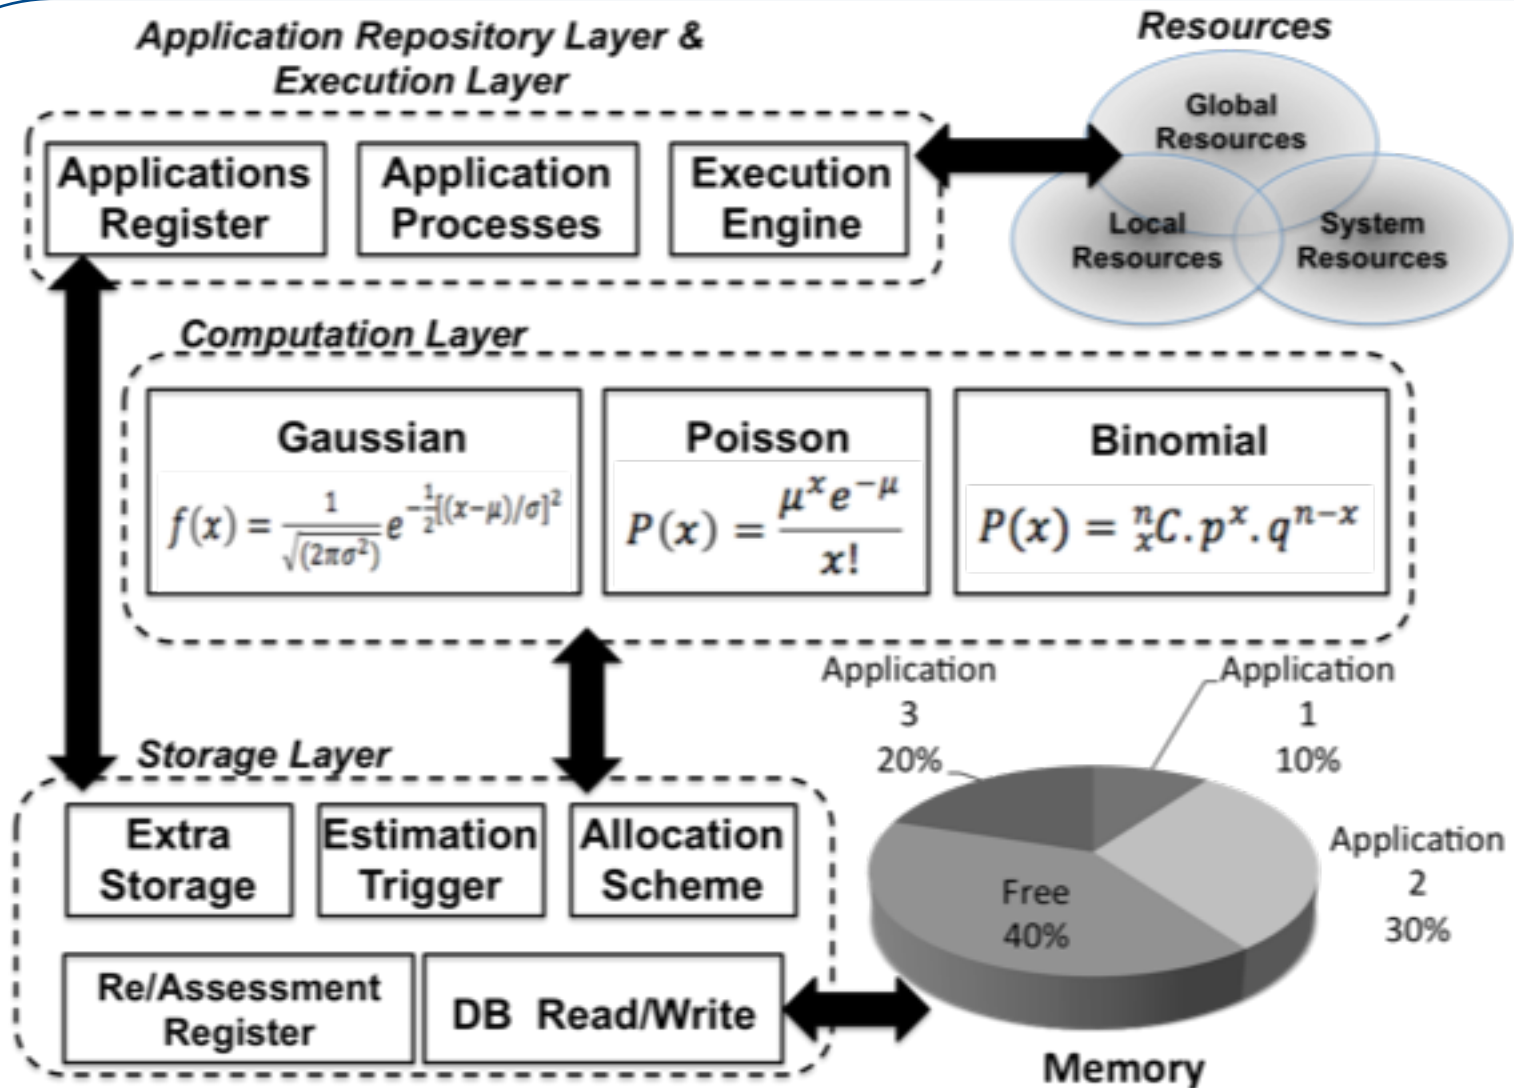 Application Repository Layer &
Execution Layer
Resources
Applications
Register
Application
Processes
Execution
Engine
Global
Resources
Local
Resources
System
Resources
Computation Layer
Gaussian
f(x) = 1/√(2πσ²) e^(-1/2[(x-μ)/σ]²)
Poisson
P(x) = μ^x e^(-μ) / x!
Binomial
P(x) = ⁿₓC.p^x.q^(n-x)
Storage Layer
Extra
Storage
Estimation
Trigger
Allocation
Scheme
Re/Assessment
Register
DB Read/Write
Application
3
20%
Application
1
10%
Application
2
30%
Free
40%
Memory